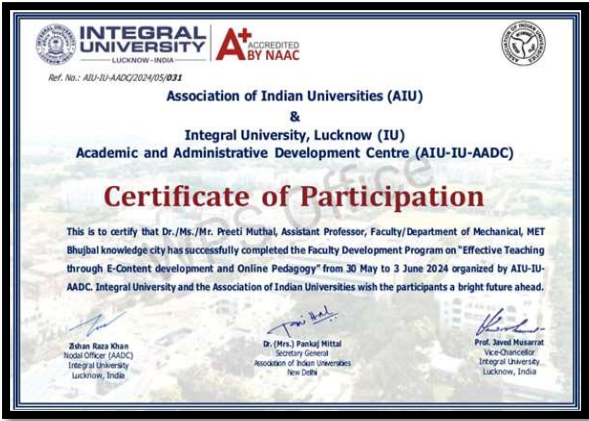 INTEGRAL
UNIVERSITY
LUCKNOW-INDIA
A+ ACCREDITED
BY NAAC
Ref. No.: AIU-IU-AADC/2024/05/031
Association of Indian Universities (AIU)
&
Integral University, Lucknow (IU)
Academic and Administrative Development Centre (AIU-IU-AADC)
Certificate of Participation
This is to certify that Dr./Ms./Mr. Preeti Muthal, Assistant Professor, Faculty/Department of Mechanical, MET
Bhujbal knowledge city has successfully completed the Faculty Development Program on "Effective Teaching
through E-Content development and Online Pedagogy" from 30 May to 3 June 2024 organized by AIU-IU-
AADC. Integral University and the Association of Indian Universities wish the participants a bright future ahead.
Zishan Raza Khan
Nodal Officer (AADC)
Integral University
Lucknow, India
Dr. (Mrs.) Pankaj Mittal
Secretary General
Association of Indian Universities
New Delhi
Prof. Javed Musarrat
Vice-Chancellor
Integral University
Lucknow, India